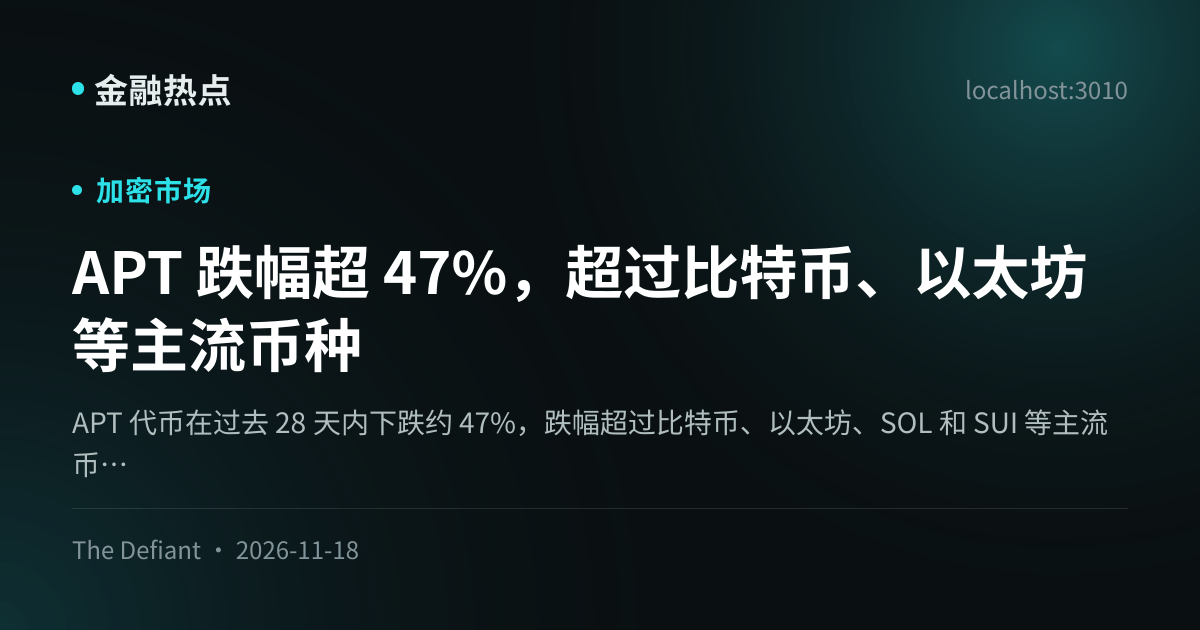 金融热点
localhost:3010
加密市场
APT 跌幅超 47%，超过比特币、以太坊
等主流币种
APT 代币在过去 28 天内下跌约 47%，跌幅超过比特币、以太坊、SOL 和 SUI 等主流
币…
The Defiant • 2026-11-18